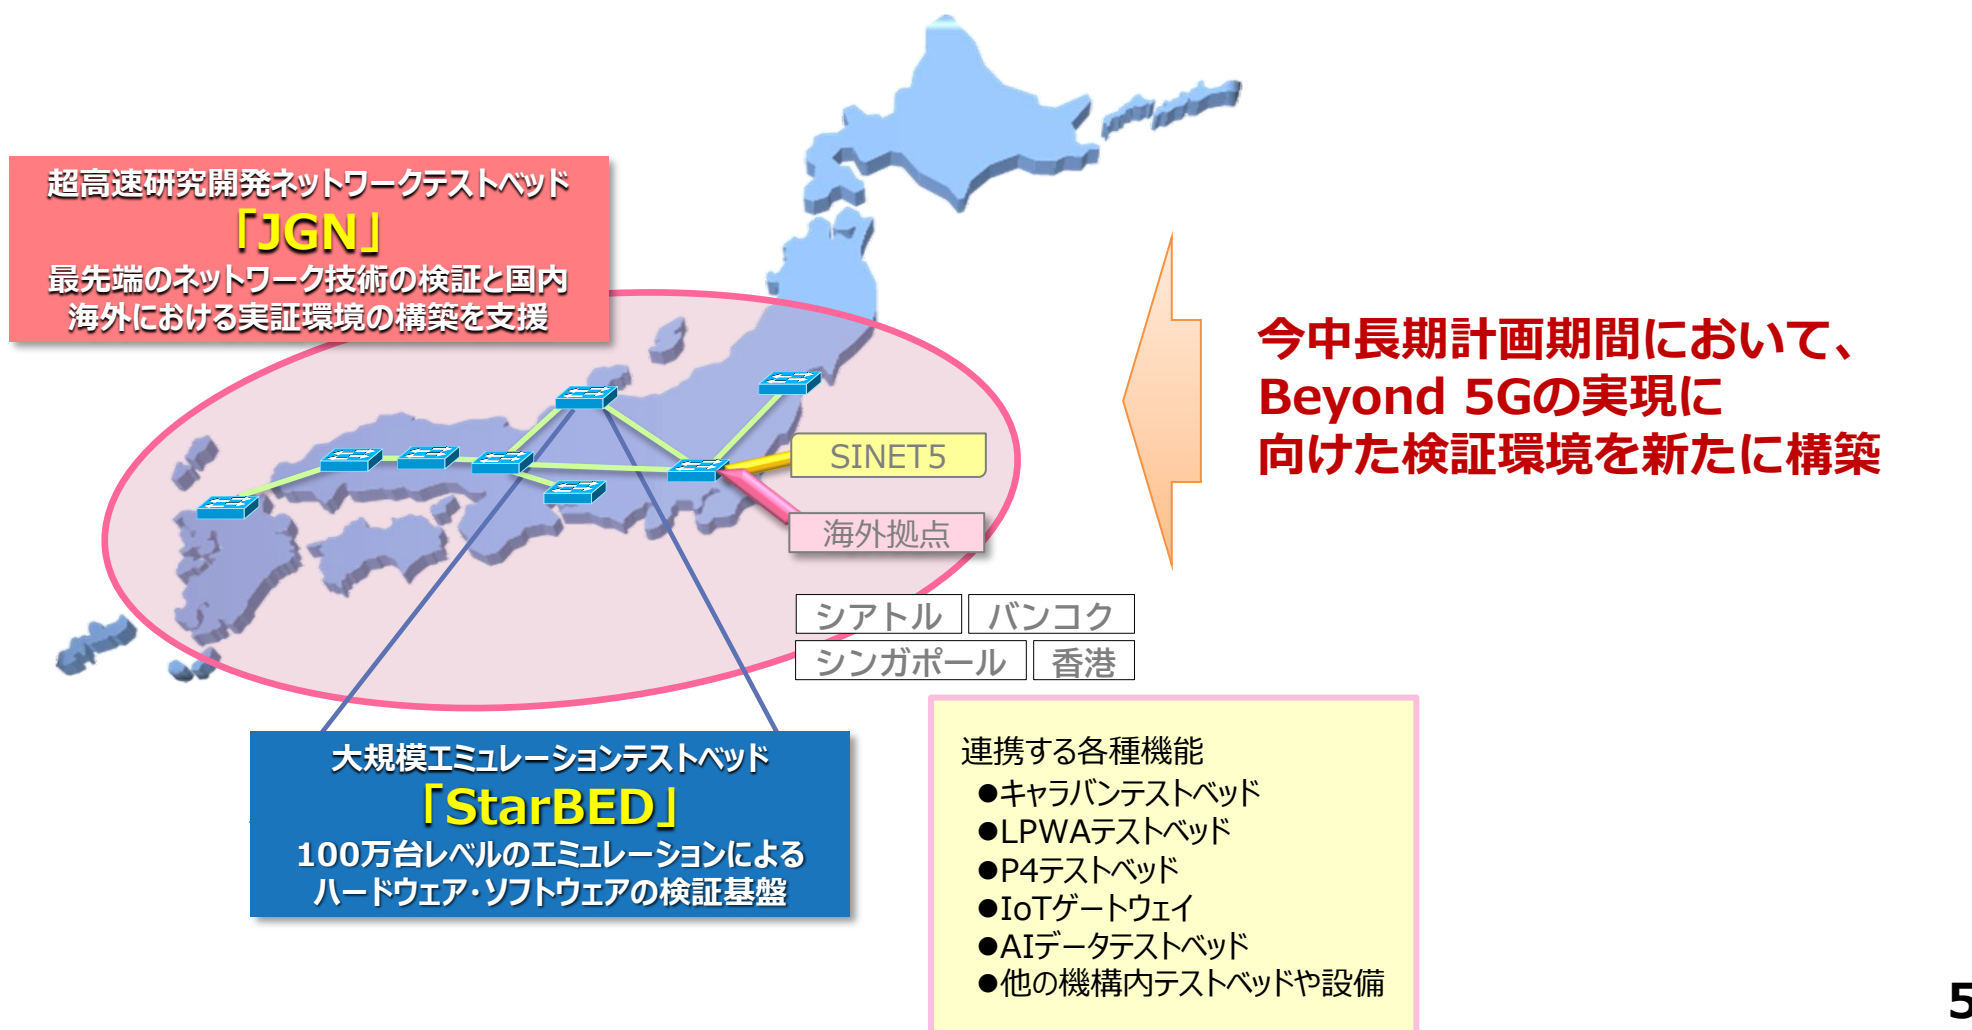 超高速研究開発ネットワークテストベッド
「JGN」
最先端のネットワーク技術の検証と国内
海外における実証環境の構築を支援
今中長期計画期間において、
Beyond 5Gの実現に
向けた検証環境を新たに構築
SINET5
海外拠点
シアトル
バンコク
シンガポール
香港
大規模エミュレーションテストベッド
「StarBED」
100万台レベルのエミュレーションによる
ハードウェア・ソフトウェアの検証基盤
連携する各種機能
●キャラバンテストベッド
●LPWAテストベッド
●P4テストベッド
●IoTゲートウェイ
●AIデータテストベッド
●他の機構内テストベッドや設備
5